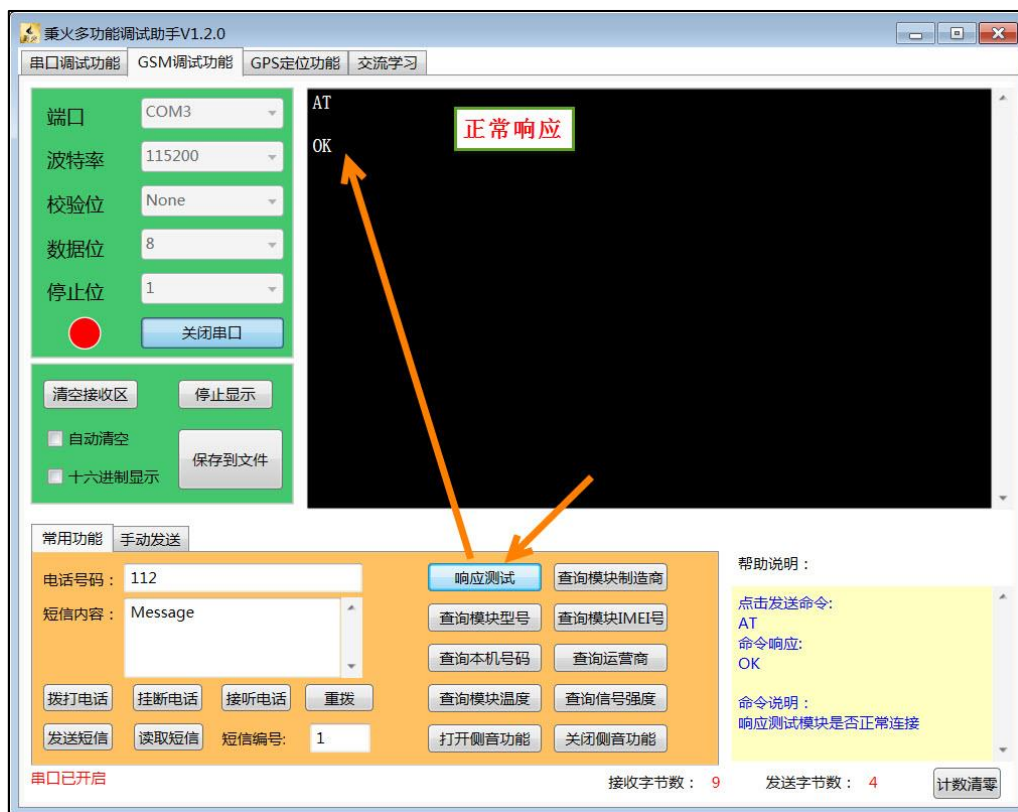 秉火多功能调试助手V1.2.0
串口调试功能 GSM调试功能 GPS定位功能 交流学习
端口 COM3
波特率 115200
校验位 None
数据位 8
停止位 1
关闭串口
清空接收区 停止显示
自动清空
十六进制显示
保存到文件
AT
OK
正常响应
常用功能 手动发送
电话号码： 112
短信内容： Message
拨打电话 挂断电话 接听电话 重拨
发送短信 读取短信 短信编号: 1
响应测试 查询模块制造商
查询模块型号 查询模块IMEI号
查询本机号码 查询运营商
查询模块温度 查询信号强度
打开侧音功能 关闭侧音功能
帮助说明：
点击发送命令:
AT
命令响应:
OK
命令说明：
响应测试模块是否正常连接
串口已开启 接收字节数： 9 发送字节数： 4 计数清零